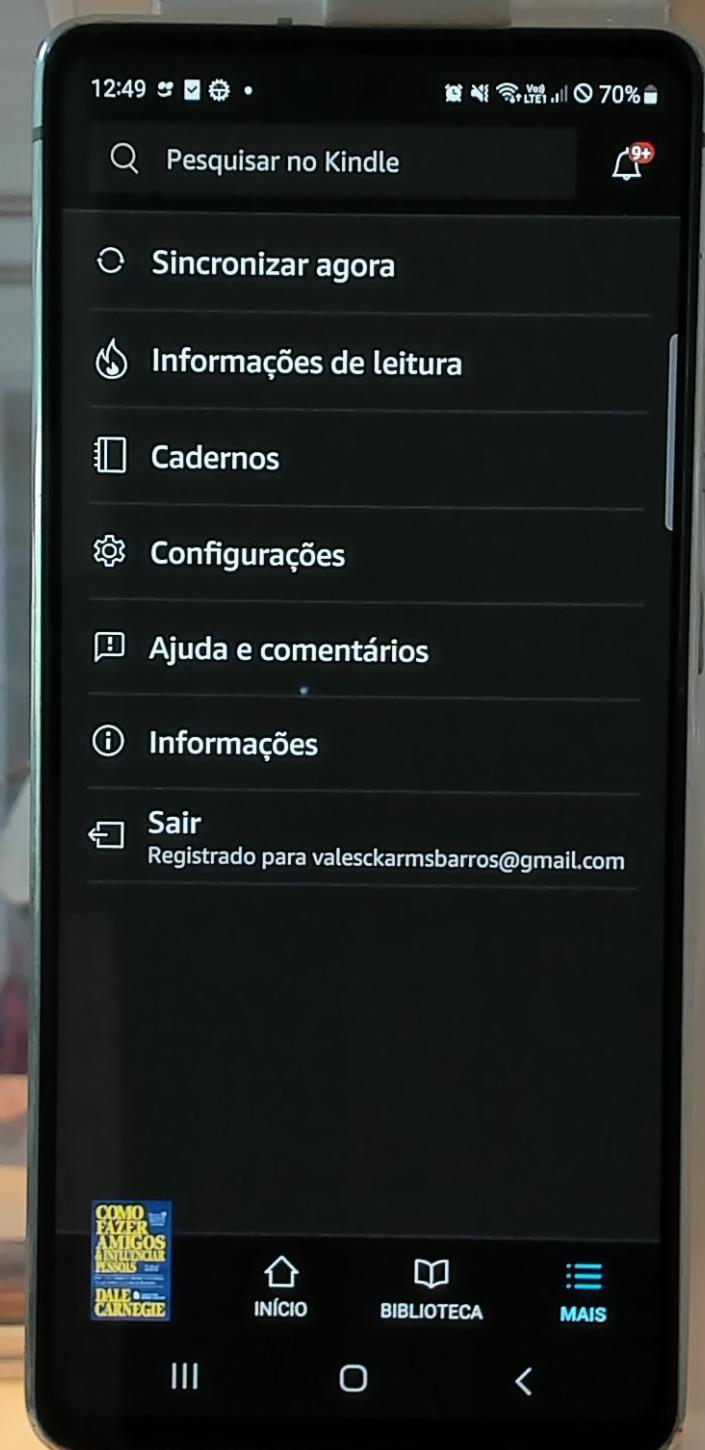 12:49 70%
Pesquisar no Kindle 9+
Sincronizar agora
Informações de leitura
Cadernos
Configurações
Ajuda e comentários
Informações
Sair
Registrado para valesckarmsbarros@gmail.com
COMO
FAZER
AMIGOS
& INFLUENCIAR
PESSOAS
DALE
CARNEGIE
INÍCIO BIBLIOTECA MAIS